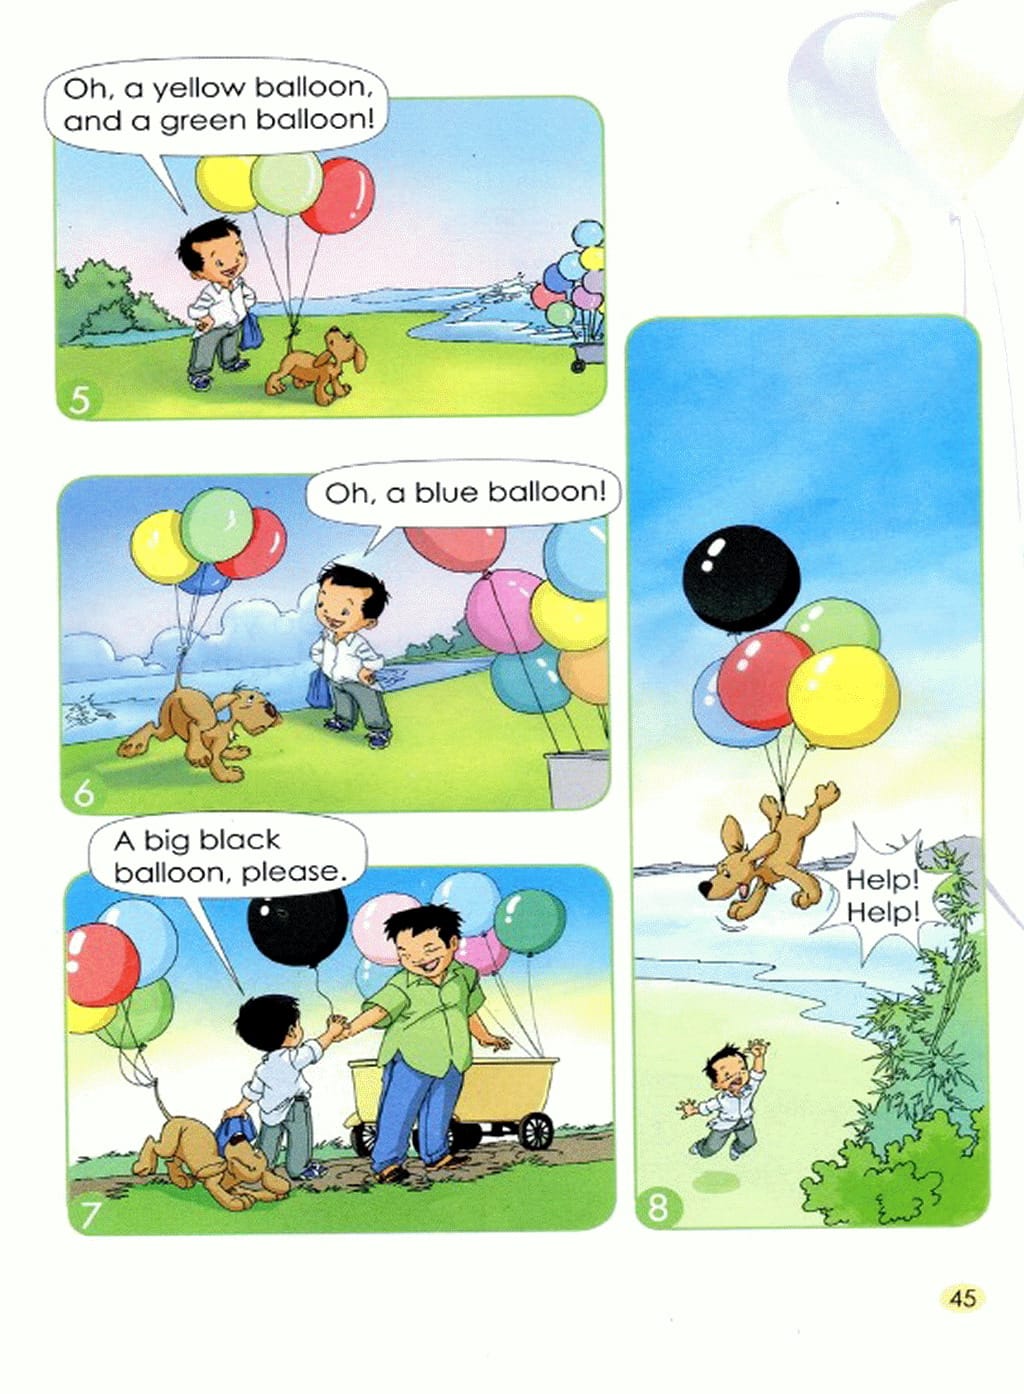 Oh, a yellow balloon,
and a green balloon!
5
Oh, a blue balloon!
6
A big black
balloon, please.
7
Help!
Help!
8
45